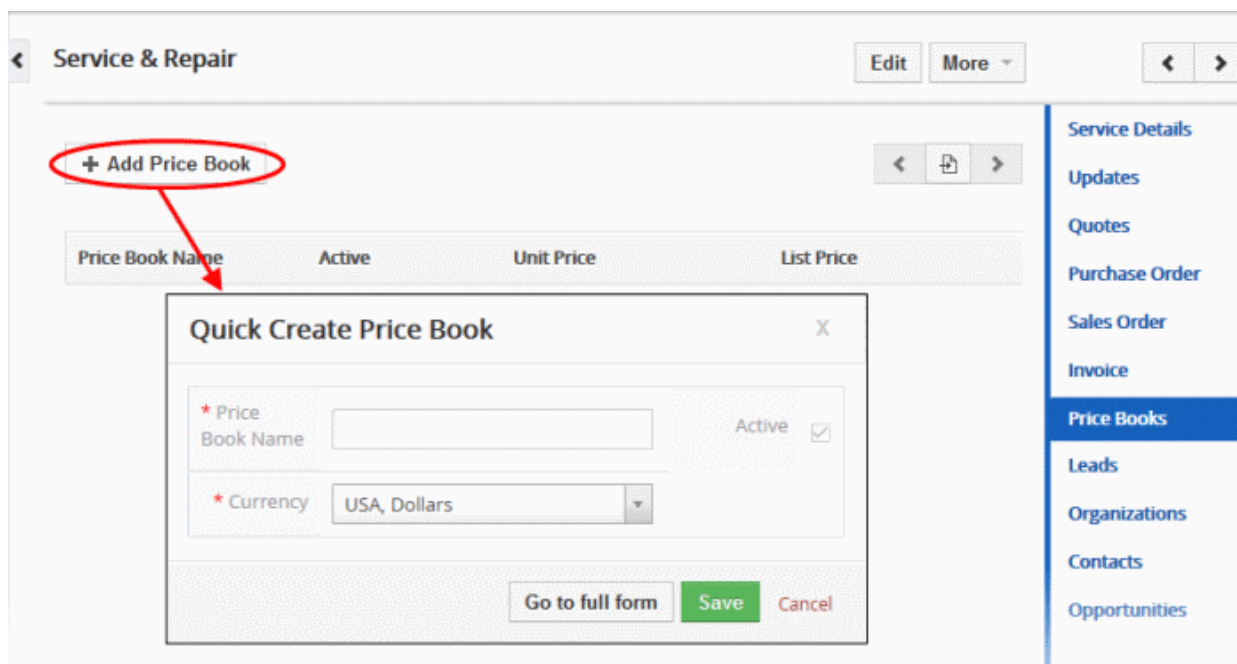 Service & Repair
Edit
More
+ Add Price Book
Price Book Name Active Unit Price List Price
Quick Create Price Book X
* Price
Book Name
Active
* Currency USA, Dollars
Go to full form Save Cancel
Service Details
Updates
Quotes
Purchase Order
Sales Order
Invoice
Price Books
Leads
Organizations
Contacts
Opportunities